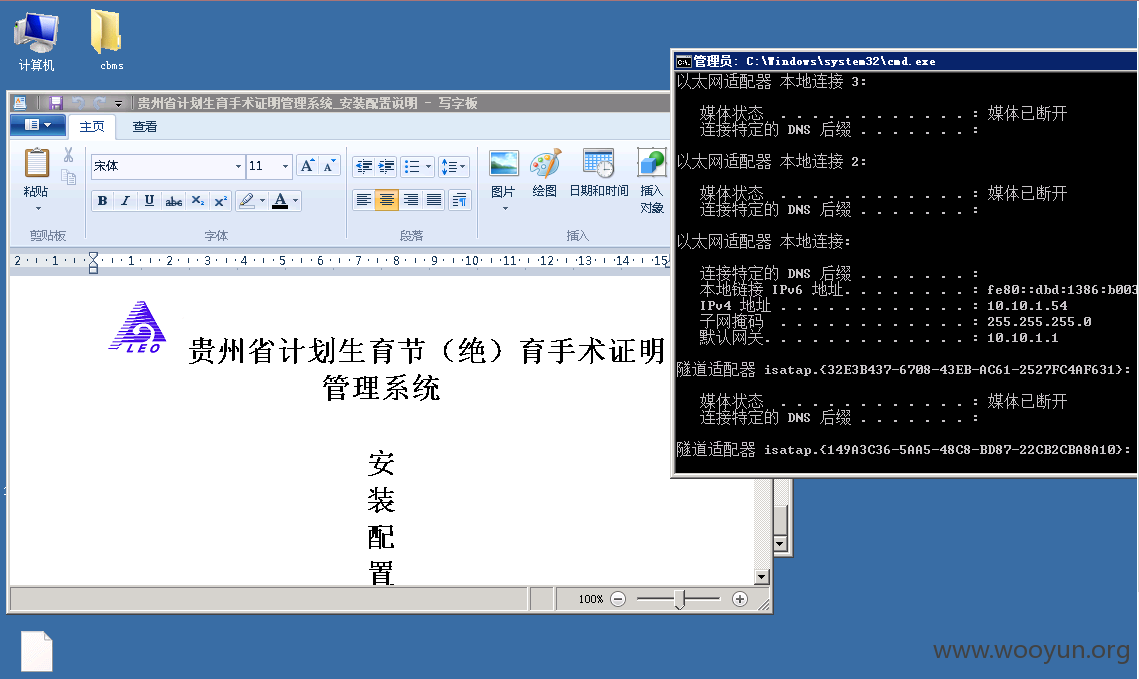 计算机
cbms
贵州省计划生育手术证明管理系统_安装配置说明 - 写字板
主页
查看
粘贴
剪贴板
宋体
11
B I U abc X₂ X²
A
字体
段落
图片
绘图
日期和时间
插入
对象
插入
2 1 1 2 3 4 5 6 7 8 9 10 11 12 13 14 15
LEO
贵州省计划生育节（绝）育手术证明
管理系统
安
装
配
置
100%
管理员: C:\Windows\system32\cmd.exe
以太网适配器 本地连接 3:
媒体状态 . . . . . . . . . . . . : 媒体已断开
连接特定的 DNS 后缀 . . . . . . . :
以太网适配器 本地连接 2:
媒体状态 . . . . . . . . . . . . : 媒体已断开
连接特定的 DNS 后缀 . . . . . . . :
以太网适配器 本地连接:
连接特定的 DNS 后缀 . . . . . . . :
本地链接 IPv6 地址. . . . . . . . : fe80::dbd:1386:b003
IPv4 地址 . . . . . . . . . . . . : 10.10.1.54
子网掩码 . . . . . . . . . . . . : 255.255.255.0
默认网关. . . . . . . . . . . . . : 10.10.1.1
隧道适配器 isatap.{32E3B437-6708-43EB-AC61-2527FC4AF631}:
媒体状态 . . . . . . . . . . . . : 媒体已断开
连接特定的 DNS 后缀 . . . . . . . :
隧道适配器 isatap.{149A3C36-5AA5-48C8-BD87-22CB2CBA8A10}:
www.wooyun.org